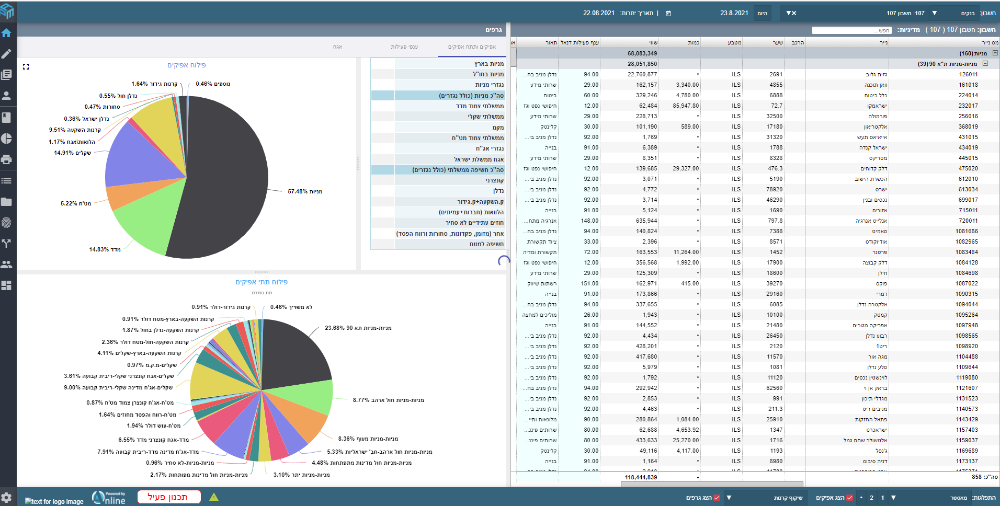 חשבון: בנקים 107: חשבון 107 היום 23.8.2021 | תאריך יתרות: 22.08.2021
חשבון: חשבון 107 ( 107 ) מדיניות: חפש...
מס נייר נייר הרכב שער מטבע כמות שווי ענף פעילות דנאל תאור
מניות (160) 68,083,349
מניות-מניות ת"א 90 (39) 28,051,850
126011 גזית גלוב 2691 ILS • 22,760,877 94.00 נדלן מניב בח...
161018 וואן תוכנה 4855 ILS 3,340.00 162,157 29.00 שרותי מידע
224014 כלל ביטוח 6888 ILS 4,780.00 329,246 60.00 ביטוח
232017 ישראמקו 72.7 ILS 85,947.80 62,484 12.00 חיפושי נפט וגז
256016 פורמולה 32500 ILS • 228,713 29.00 שרותי מידע
368019 אלקטריאון 17180 ILS 589.00 101,190 30.00 קלינטק
431015 אייאיאס תעש 31320 ILS • 1,769 92.00 נדלן מניב בי...
434019 ישראל קנדה 1788 ILS • 6,389 91.00 בנייה
445015 מטריקס 8328 ILS • 8,351 29.00 שרותי מידע
475020 דלק קדוחים 476.3 ILS 29,327.00 139,685 12.00 חיפושי נפט וגז
612010 הכשרת הישוב 5190 ILS • 3,071 92.00 נדלן מניב בי...
613034 ישרס 78920 ILS • 4,772 92.00 נדלן מניב בי...
699017 נכסים ובנין 46290 ILS • 3,714 92.00 נדלן מניב בי...
715011 אזורים 1690 ILS • 5,124 91.00 בנייה
720011 אנלייט אנרגיה 797.8 ILS • 635,944 148.00 אנרגיה מתח...
1081686 סאמיט 7388 ILS • 140,824 94.00 נדלן מניב בח...
1082965 אודיוקודס 8571 ILS • 2,396 33.00 ציוד תקשורת
1083484 פרטנר 1452 ILS 11,264.00 163,553 72.00 תקשורת ומדיה
1084128 דלק קבוצה 17900 ILS 1,992.00 356,568 12.00 חיפושי נפט וגז
1084698 חילן 18600 ILS • 125,309 29.00 שרותי מידע
1087022 פוקס 39270 ILS 415.00 162,971 151.00 רשתות שיווק
1090315 דמרי 29160 ILS • 173,866 91.00 בנייה
1094044 אלקטרה נדלן 6085 ILS • 337,655 94.00 נדלן מניב בח...
1095264 קמטק 10100 ILS • 1,943 26.00 מוליכים למחצה
1097948 אפריקה מגורים 21480 ILS • 144,552 91.00 בנייה
1098565 רבוע נדלן 26450 ILS • 4,434 92.00 נדלן מניב בי...
1098920 ריט1 2120 ILS • 428,201 92.00 נדלן מניב בי...
1104488 מגה אור 11570 ILS • 417,680 92.00 נדלן מניב בי...
1109644 סלע נדלן 1081 ILS • 5,979 92.00 נדלן מניב בי...
1119080 לוינשטין נכסים 11120 ILS • 1,792 92.00 נדלן מניב בי...
1121607 בראק אן וי 62560 ILS • 292,942 94.00 נדלן מניב בח...
1131523 מגדלי תיכון 991 ILS • 2,853 92.00 נדלן מניב בי...
1140573 מניבים ריט 211.3 ILS • 4,463 92.00 נדלן מניב בי...
1143429 פתאל החזקות 25910 ILS 1,084.00 280,864 90.00 מלונאות ותיי...
1157403 ישראכרט 1347 ILS 4,653.92 62,688 80.00 שרותים פיננ...
1159037 אלטשולר שחם גמל 1716 ILS 25,270.00 433,633 80.00 שרותים פיננ...
1169689 ג'נסל 1193 ILS 4,117.00 49,116 30.00 קלינטק
1173137 דניה סיבוס 8980 ILS • 1,164 91.00 בנייה
סה"כ: 858 • 118,444,839
גרפים
אפיקים ותתח אפיקים ענפי פעילות אגח
מניות בארץ
מניות בחו"ל
נגזרי מניות
סה"כ מניות (כולל נגזרים)
ממשלתי צמוד מדד
ממשלתי שקלי
מקמ
ממשלתי צמוד מט"ח
נגזרי אג"ח
אגח ממשלת ישראל
סה"כ חשיפה ממשלתי (כולל נגזרים)
קונצרני
נדלן
ק.השקעה+ק.גידור
הלוואות (חברות+עמיתים)
חוזים עתידיים לא סחיר
אחר (מזומן, פקדונות, סחורות ורווח הפסד)
חשיפה למטח
פילוח אפיקים
נוספים 0.46%
קרנות גידור 1.64%
נדלן חול 0.55%
סחורות 0.47%
נדלן ישראל 0.36%
קרנות השקעה 9.51%
הלואות\אגח 1.17%
שקלים 14.91%
מניות 57.48%
מט'ח 5.22%
מדד 14.83%
פילוח תתי אפיקים
תת כותרת
לא משוייך 0.46%
קרנות גידור-דולר 0.91%
קרנות השקעה-בארץ-מטח דולר 0.91%
מניות-מניות תא 90 23.68%
קרנות השקעה-נדלן בחול 1.87%
קרנות השקעה-חול-מטח דולר 2.36%
קרנות השקעה-בארץ-שקלים 4.11%
שקלים-מ.ק.מ 0.97%
שקלים-אגח קונצרני שקלי-ריבית קבועה 3.61%
שקלים-אג'ח מדינה שקלי-ריבית קבועה 9.00%
מניות-מניות חול ארהב 8.77%
מט'ח-אג'ח קונצרן צמוד מט'ח 0.87%
מט'ח-רווח והפסד מחוזים 1.64%
מט'ח-עוש דולר 1.94%
מניות-מניות מעוף 8.36%
מדד-אגח קונצרני מדד 6.55%
מדד-אג'ח מדינה מדד-ריבית קבועה 7.91%
מניות-מניות חול ארהב-חב' ישראליות 5.33%
מניות-מניות-לא סחיר 0.96%
מניות-מניות חול מדינות מתפתחות 4.48%
מניות-מניות חול מדינות מפותחות 2.17%
מניות-מניות יתר 3.10%
התפלגות: מאסטר 1 2 • הצג אפיקים שיקוף קרנות הצג גרפים
תכנון פעיל
Powered by
Online
text for logo image